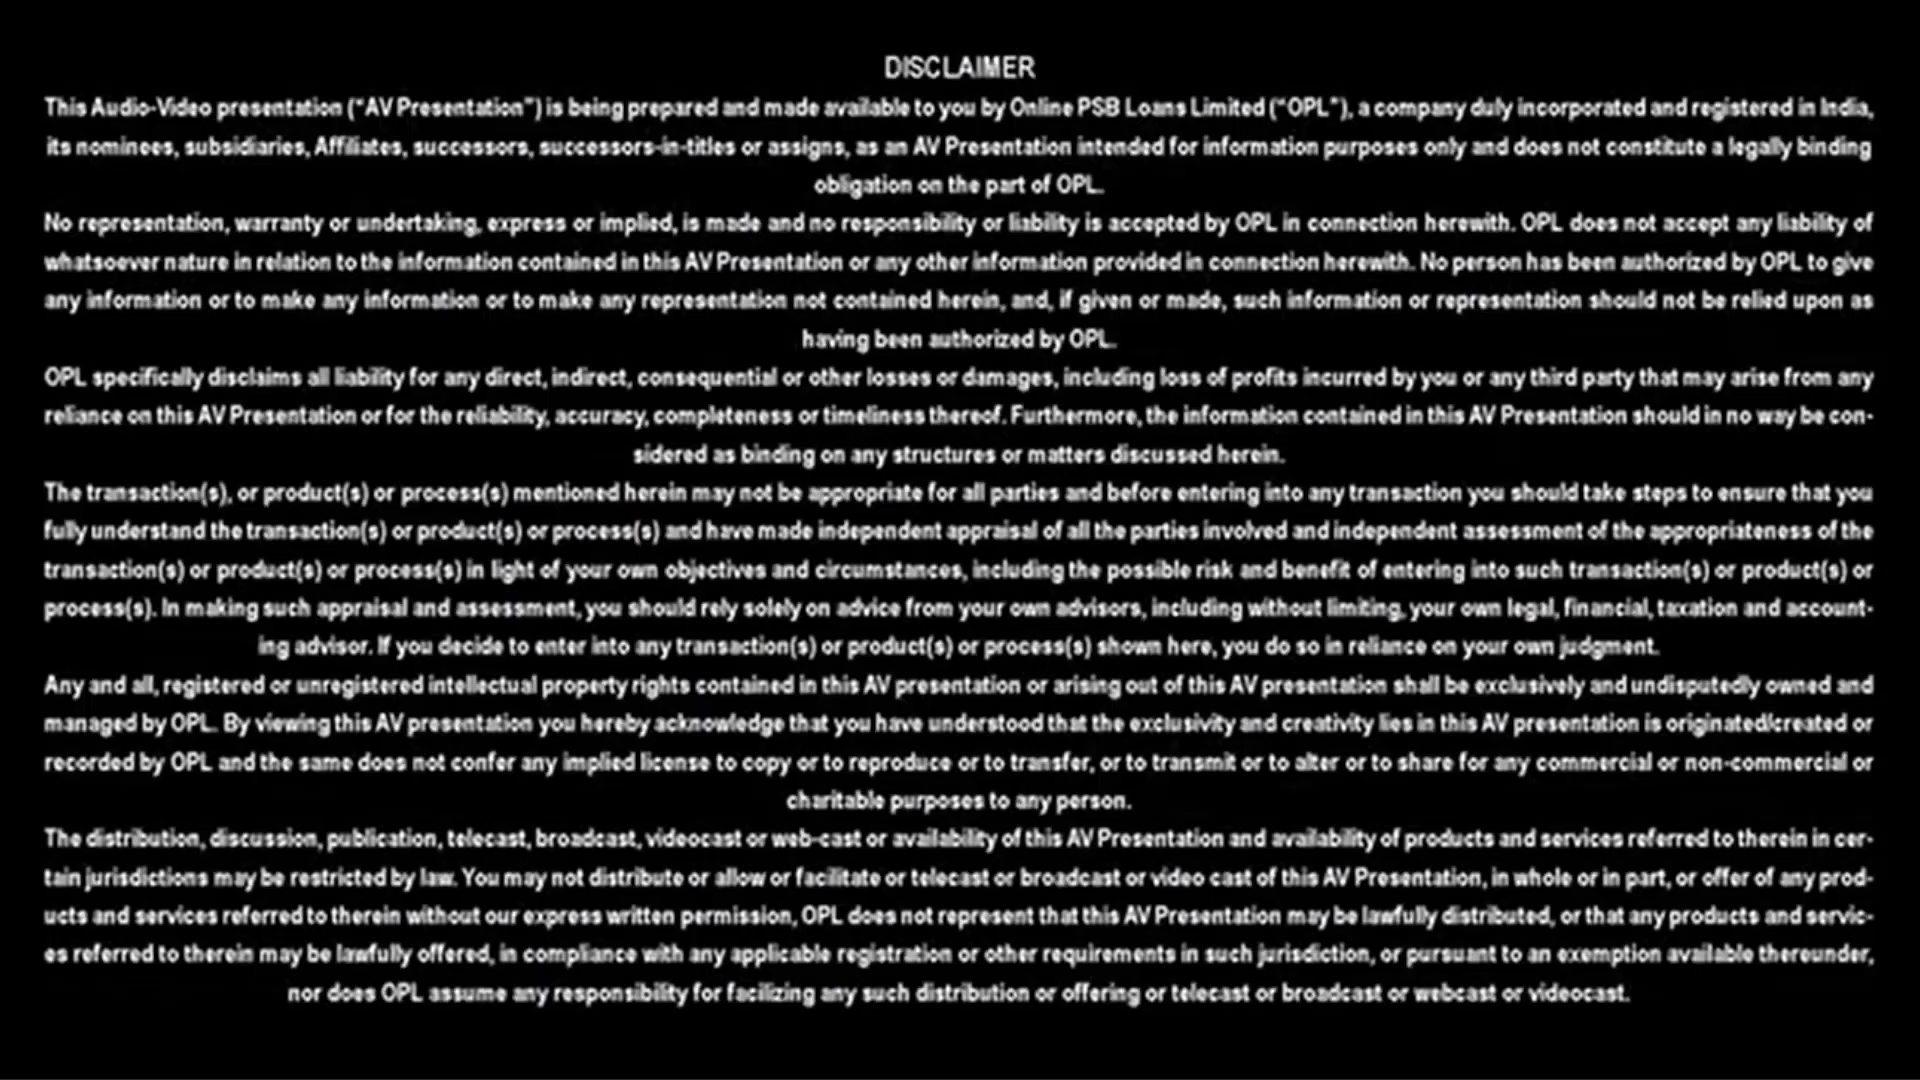 DISCLAIMER
This Audio-Video presentation ("AV Presentation") is being prepared and made available to you by Online PSB Loans Limited ("OPL"), a company duly incorporated and registered in India,
its nominees, subsidiaries, Affiliates, successors, successors-in-titles or assigns, as an AV Presentation intended for information purposes only and does not constitute a legally binding
obligation on the part of OPL.
No representation, warranty or undertaking, express or implied, is made and no responsibility or liability is accepted by OPL in connection herewith. OPL does not accept any liability of
whatsoever nature in relation to the information contained in this AV Presentation or any other information provided in connection herewith. No person has been authorized by OPL to give
any information or to make any information or to make any representation not contained herein, and, if given or made, such information or representation should not be relied upon as
having been authorized by OPL.
OPL specifically disclaims all liability for any direct, indirect, consequential or other losses or damages, including loss of profits incurred by you or any third party that may arise from any
reliance on this AV Presentation or for the reliability, accuracy, completeness or timeliness thereof. Furthermore, the information contained in this AV Presentation should in no way be con-
sidered as binding on any structures or matters discussed herein.
The transaction(s), or product(s) or process(s) mentioned herein may not be appropriate for all parties and before entering into any transaction you should take steps to ensure that you
fully understand the transaction(s) or product(s) or process(s) and have made independent appraisal of all the parties involved and independent assessment of the appropriateness of the
transaction(s) or product(s) or process(s) in light of your own objectives and circumstances, including the possible risk and benefit of entering into such transaction(s) or product(s) or
process(s). In making such appraisal and assessment, you should rely solely on advice from your own advisors, including without limiting, your own legal, financial, taxation and account-
ing advisor. If you decide to enter into any transaction(s) or product(s) or process(s) shown here, you do so in reliance on your own judgment.
Any and all, registered or unregistered intellectual property rights contained in this AV presentation or arising out of this AV presentation shall be exclusively and undisputedly owned and
managed by OPL. By viewing this AV presentation you hereby acknowledge that you have understood that the exclusivity and creativity lies in this AV presentation is originated/created or
recorded by OPL and the same does not confer any implied license to copy or to reproduce or to transfer, or to transmit or to alter or to share for any commercial or non-commercial or
charitable purposes to any person.
The distribution, discussion, publication, telecast, broadcast, videocast or web-cast or availability of this AV Presentation and availability of products and services referred to therein in cer-
tain jurisdictions may be restricted by law. You may not distribute or allow or facilitate or telecast or broadcast or video cast of this AV Presentation, in whole or in part, or offer of any prod-
ucts and services referred to therein without our express written permission, OPL does not represent that this AV Presentation may be lawfully distributed, or that any products and servic-
es referred to therein may be lawfully offered, in compliance with any applicable registration or other requirements in such jurisdiction, or pursuant to an exemption available thereunder,
nor does OPL assume any responsibility for facilizing any such distribution or offering or telecast or broadcast or webcast or videocast.